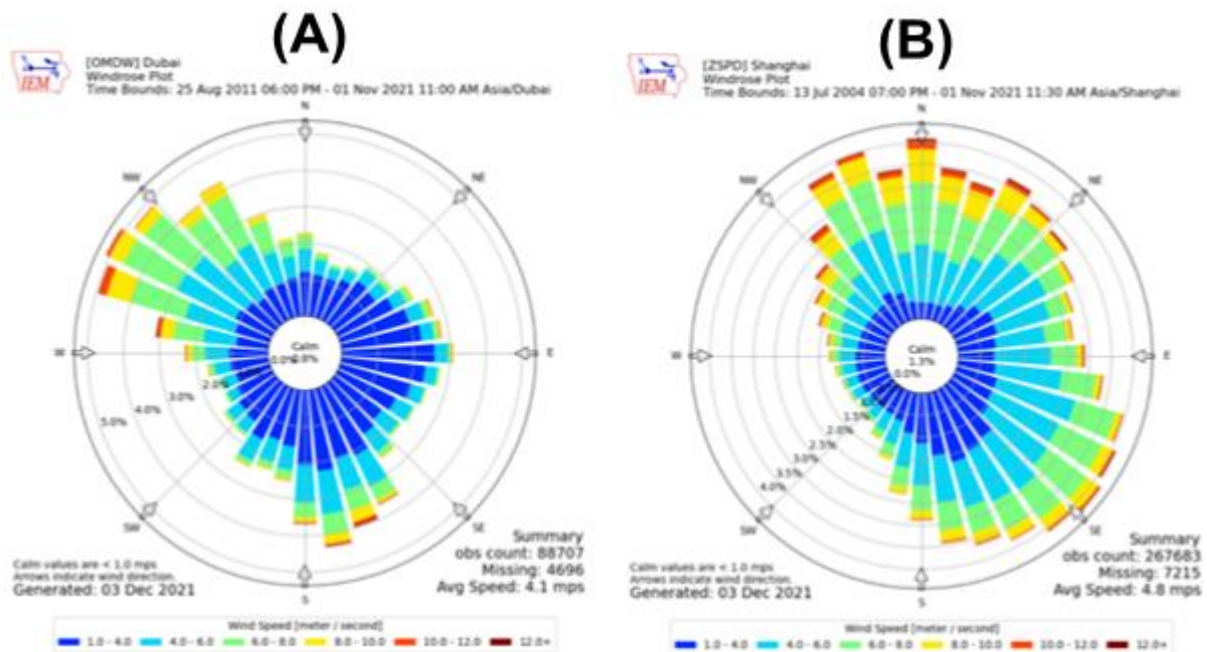 (A)
(B)
IEM
[OMDW] Dubai
Windrose Plot
Time Bounds: 25 Aug 2011 06:00 PM - 01 Nov 2021 11:00 AM Asia/Dubai
N
NW
NE
W
E
SW
SE
S
Calm
0.0%
2.0%
3.0%
4.0%
5.0%
Summary
obs count: 88707
Missing: 4696
Avg Speed: 4.1 mps
Calm values are < 1.0 mps
Arrows indicate wind direction.
Generated: 03 Dec 2021
Wind Speed [meter / second]
1.0 - 4.0
4.0 - 6.0
6.0 - 8.0
8.0 - 10.0
10.0 - 12.0
12.0+
IEM
[ZSPD] Shanghai
Windrose Plot
Time Bounds: 13 Jul 2004 07:00 PM - 01 Nov 2021 11:30 AM Asia/Shanghai
N
NW
NE
W
E
SW
SE
S
Calm
1.3%
0.0%
1.5%
2.0%
2.5%
3.0%
3.5%
4.0%
Summary
obs count: 267683
Missing: 7215
Avg Speed: 4.8 mps
Calm values are < 1.0 mps
Arrows indicate wind direction.
Generated: 03 Dec 2021
Wind Speed [meter / second]
1.0 - 4.0
4.0 - 6.0
6.0 - 8.0
8.0 - 10.0
10.0 - 12.0
12.0+